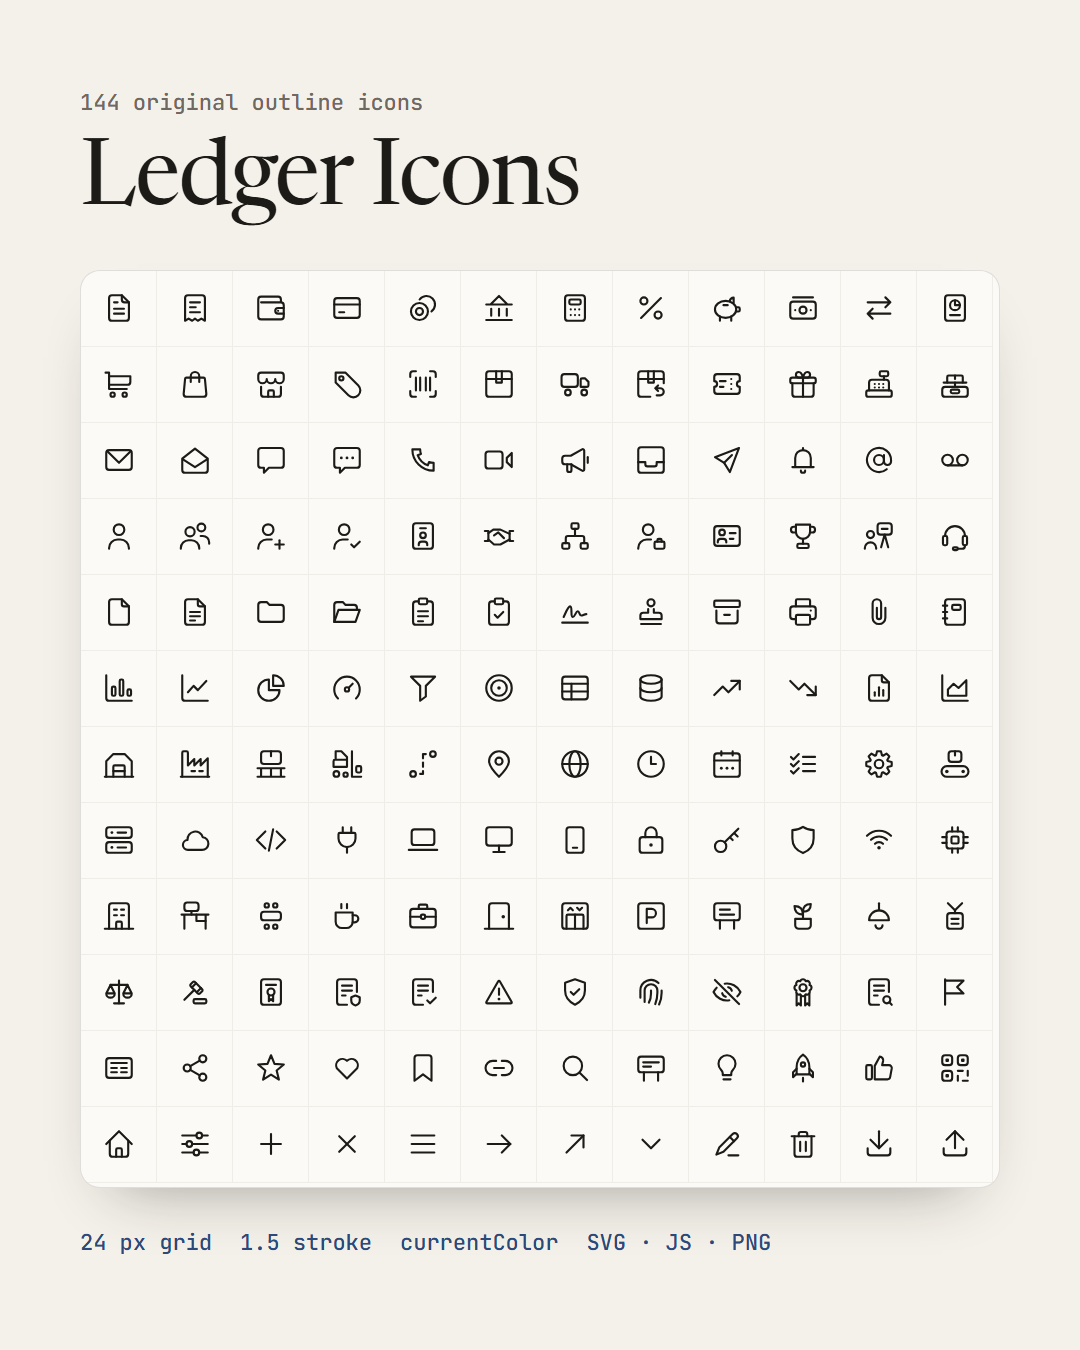 144 original outline icons
Ledger Icons
P
24 px grid 1.5 stroke currentColor SVG · JS · PNG